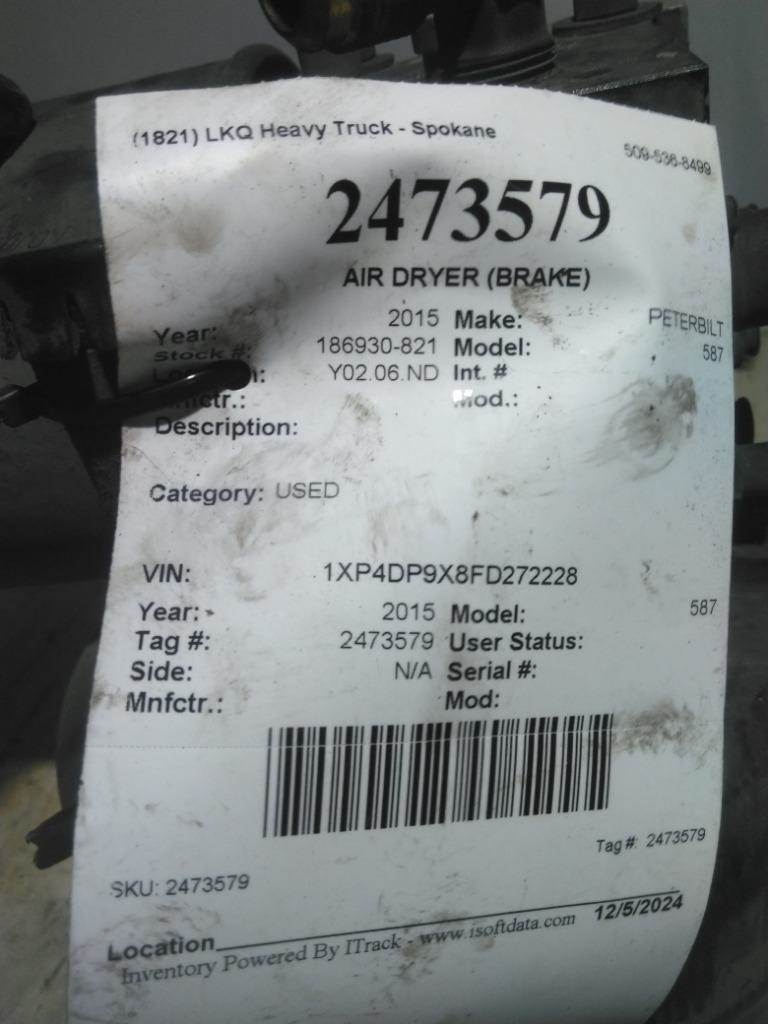 (1821) LKQ Heavy Truck - Spokane
509-536-8499
2473579
AIR DRYER (BRAKE)
Year: 2015 Make: PETERBILT
Stock #: 186930-821 Model: 587
Y02.06.ND Int. #
Mod.:
Description:
Category: USED
VIN: 1XP4DP9X8FD272228
Year: 2015 Model: 587
Tag #: 2473579 User Status:
Side: N/A Serial #:
Mnfctr.: Mod:
Tag #: 2473579
SKU: 2473579
Location 12/5/2024
Inventory Powered By ITrack - www.isoftdata.com